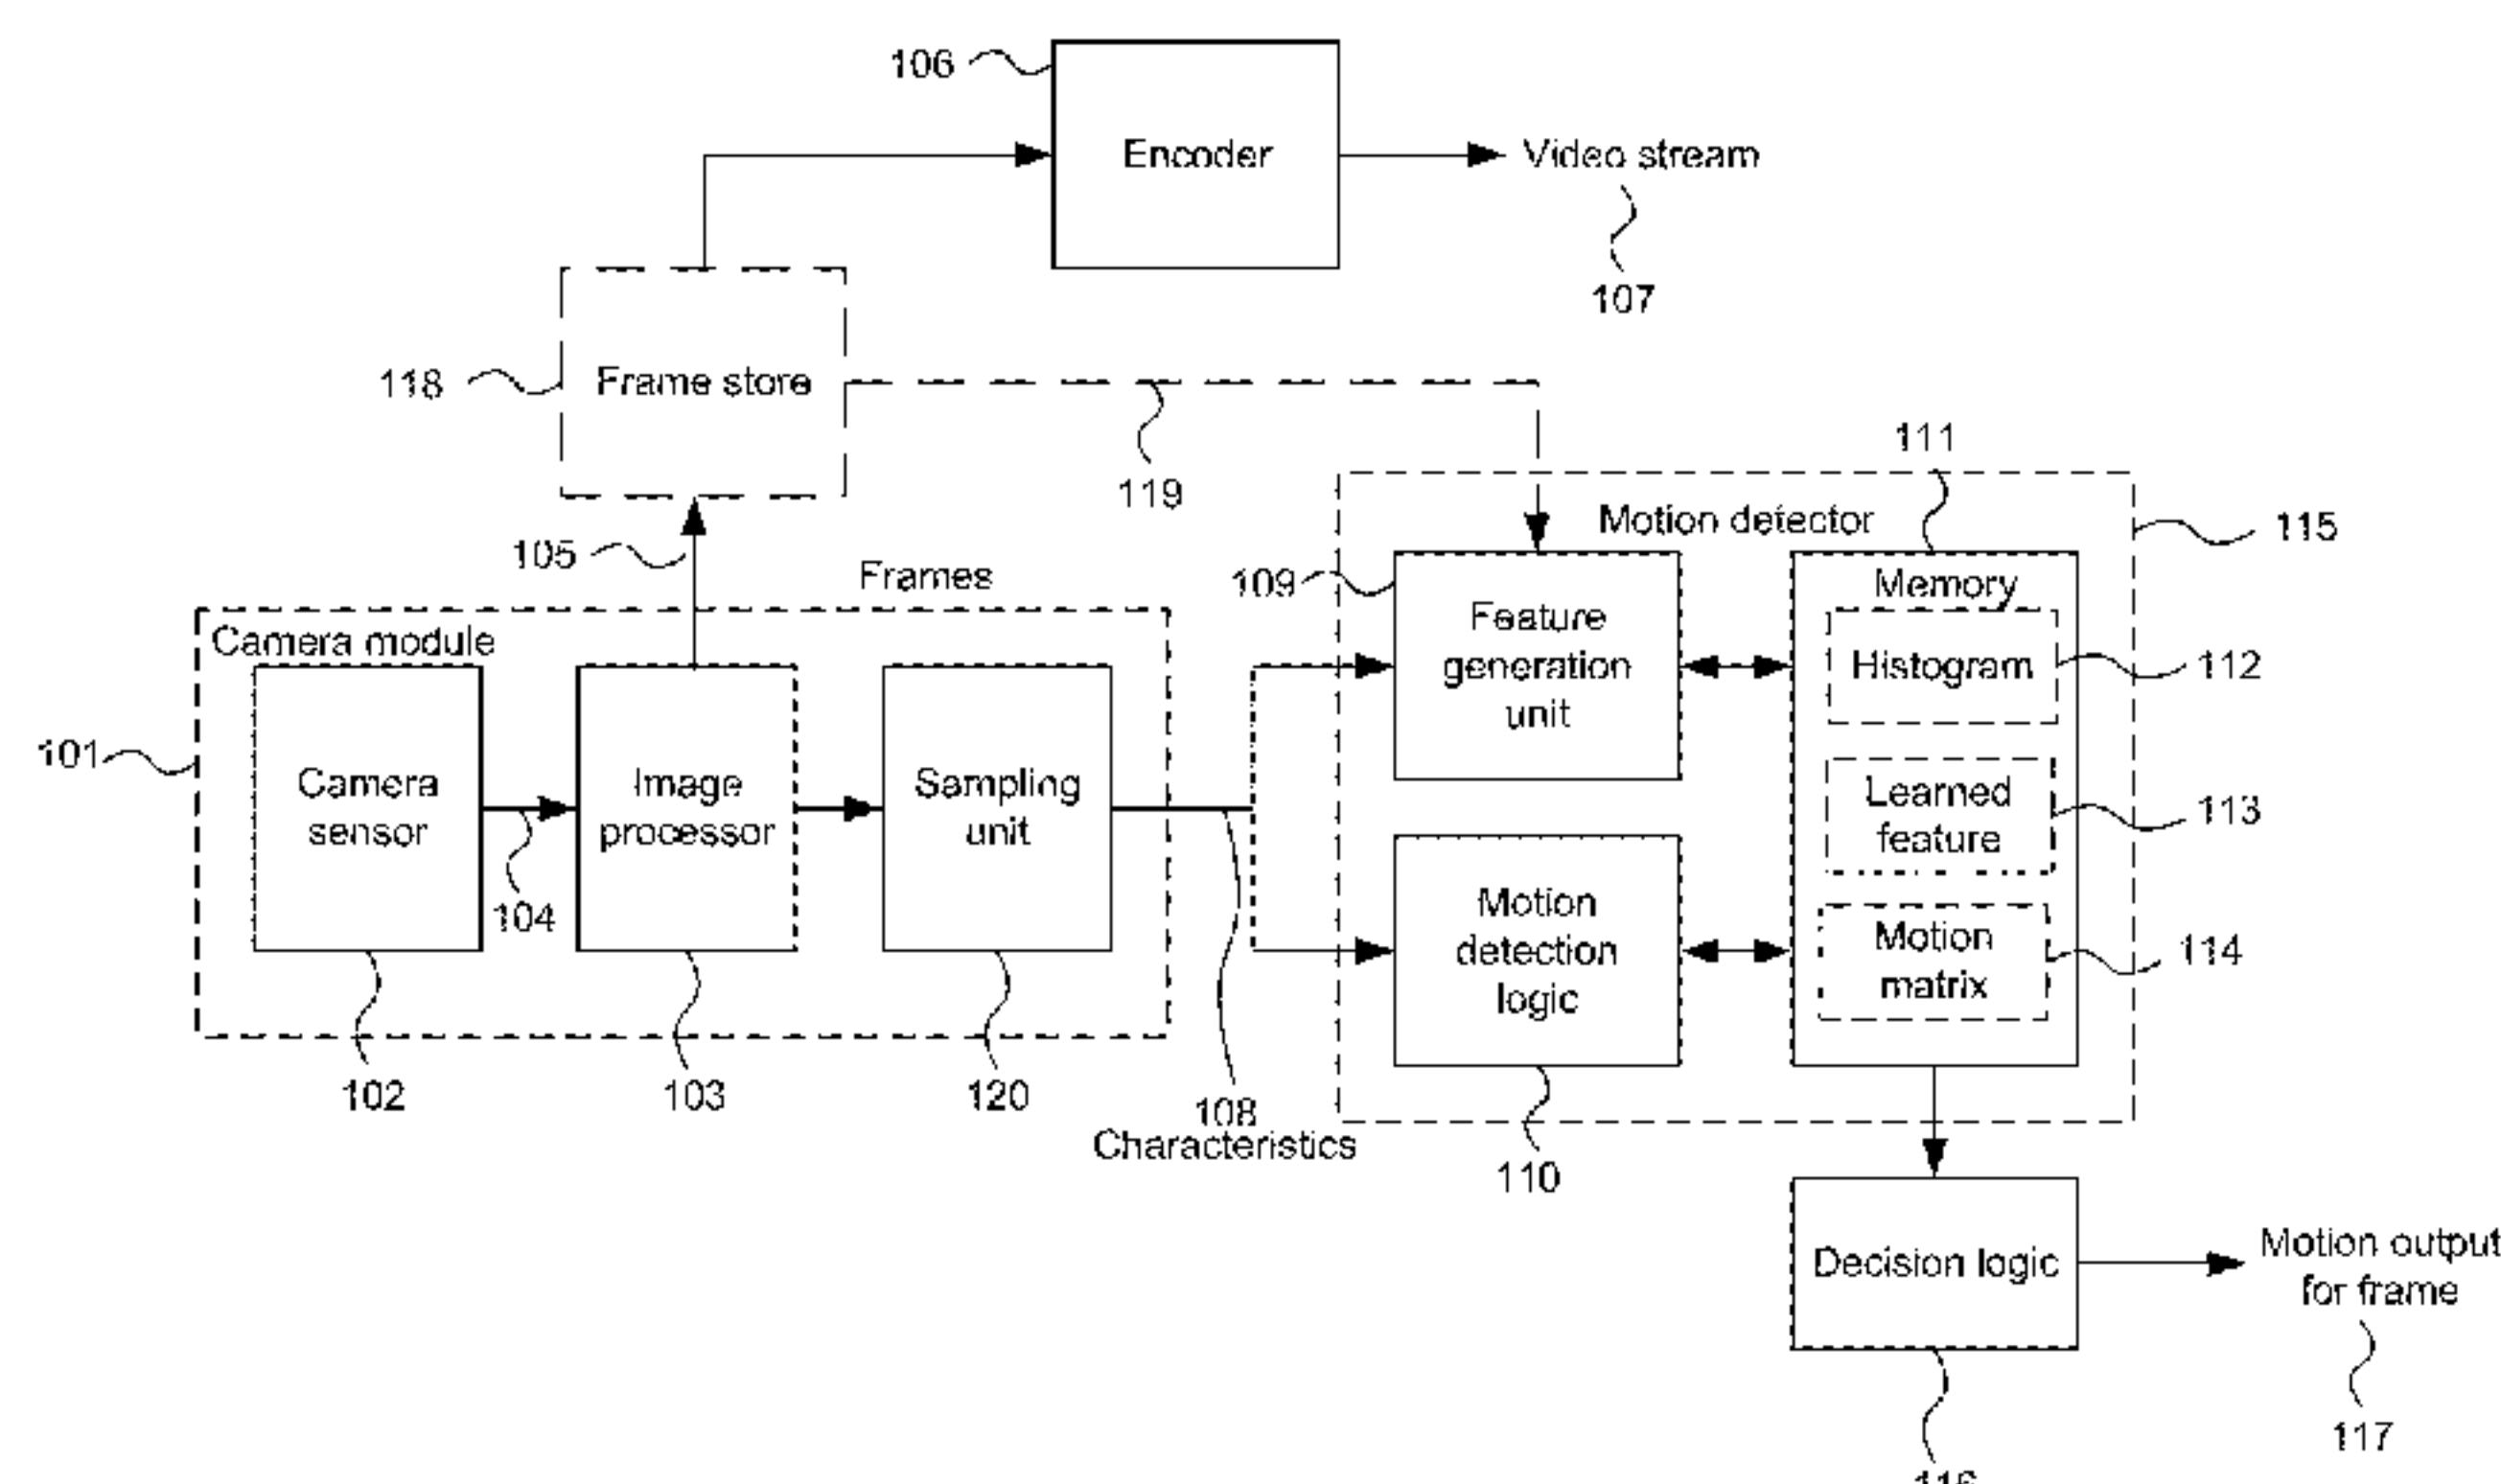 106
Encoder
Video stream
107
118
Frame store
119
111
105
Frames
Motion detector
115
109
Memory
Camera module
Feature
generation
unit
Histogram
112
101
Camera
sensor
Image
processor
Sampling
unit
Learned
feature
113
104
Motion
detection
logic
Motion
matrix
114
102
103
120
108
Characteristics
110
Decision logic
Motion output
for frame
117
116